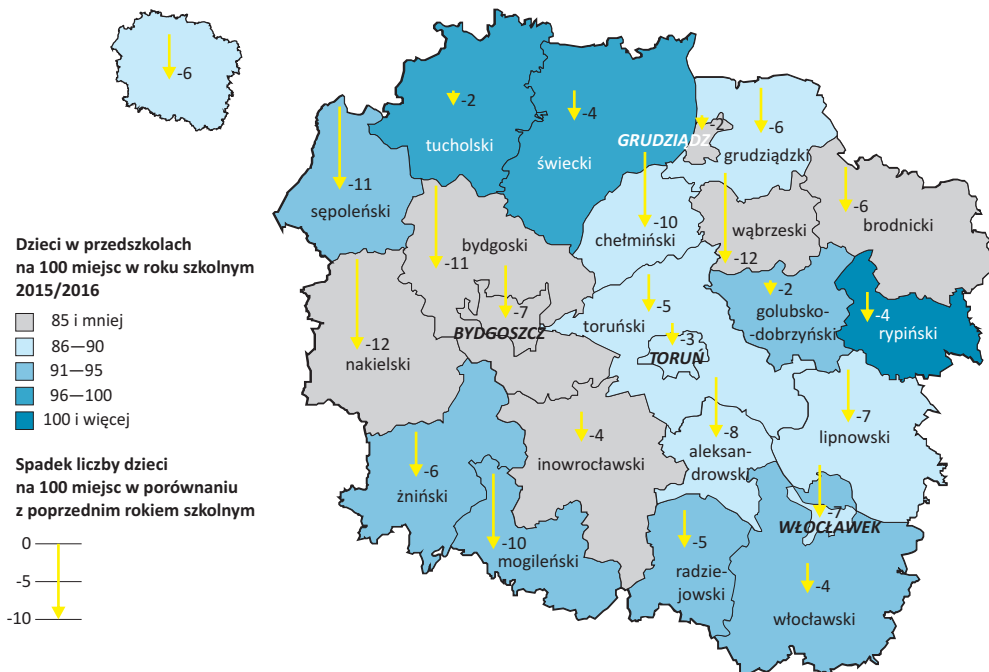 -6
-2
tucholski
-4
świecki
GRUDZIĄDZ
-2
-6
grudziądzki
-11
sępoleński
-10
chełmiński
-12
wąbrzeski
-6
brodnicki
Dzieci w przedszkolach
na 100 miejsc w roku szkolnym
2015/2016
85 i mniej
86—90
91—95
96—100
100 i więcej
bydgoski
-11
-7
BYDGOSZCZ
-12
nakielski
-5
toruński
-3
TORUŃ
-2
golubsko-
-dobrzyński
-4
rypiński
Spadek liczby dzieci
na 100 miejsc w porównaniu
z poprzednim rokiem szkolnym
0
-5
-10
-6
żniński
-4
inowrocławski
-8
aleksan-
drowski
-7
lipnowski
-10
mogileński
-5
radzie-
jowski
-7
WŁOCŁAWEK
-4
włocławski